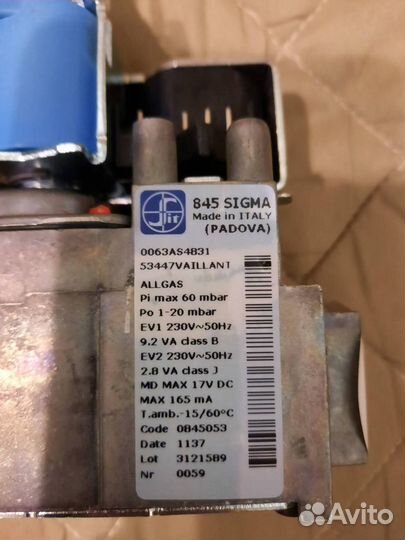 Sit
845 SIGMA
Made in ITALY
(PADOVA)
0063AS4831
53447VAILLANT
ALLGAS
Pi max 60 mbar
Po 1-20 mbar
EV1 230V~50Hz
9.2 VA class B
EV2 230V~50Hz
2.8 VA class J
MD MAX 17V DC
MAX 165 mA
T.amb.-15/60°C
Code 0845053
Date 1137
Lot 3121589
Nr 0059
Avito